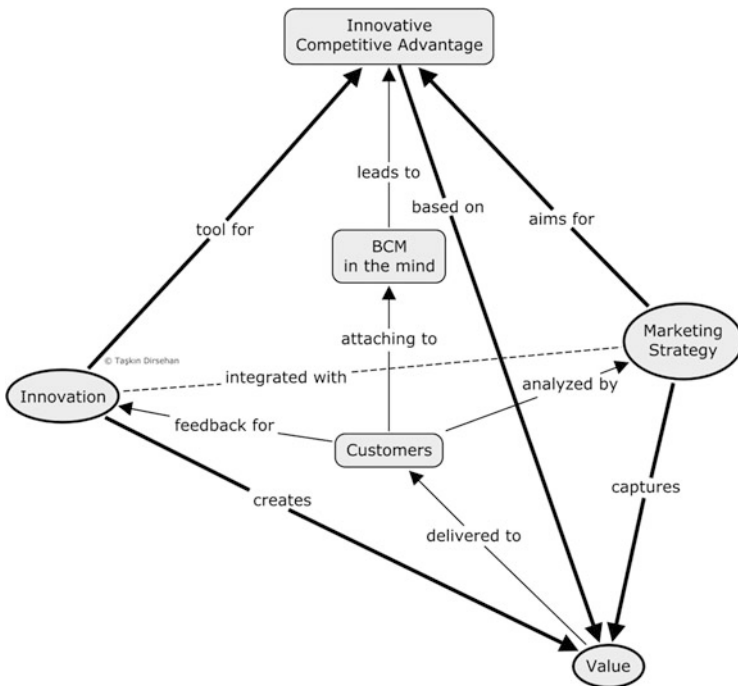 Innovative
Competitive Advantage
leads to
based on
tool for
aims for
BCM
in the mind
© Taşkın Dirsehan
attaching to
Marketing
Strategy
integrated with
analyzed by
Innovation
feedback for
Customers
creates
captures
delivered to
Value